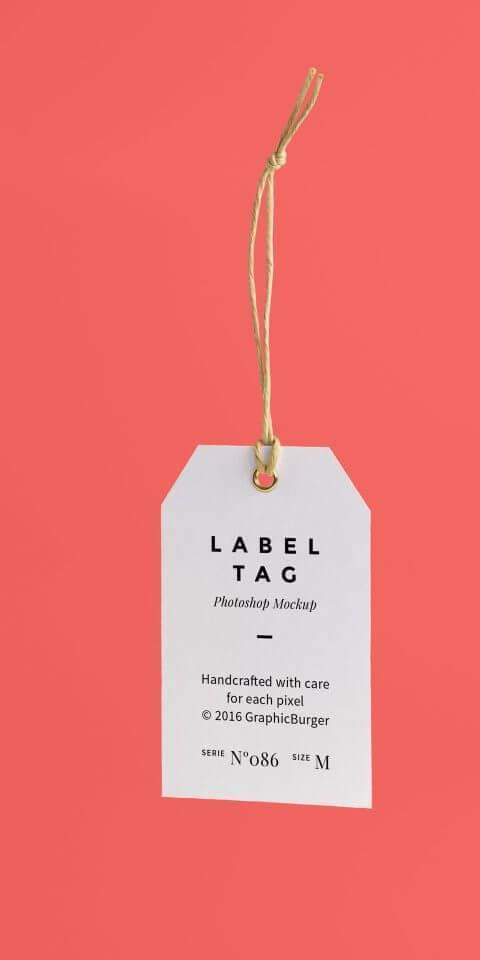 LABEL
TAG
Photoshop Mockup
Handcrafted with care
for each pixel
© 2016 GraphicBurger
SERIE Nº086 SIZE M